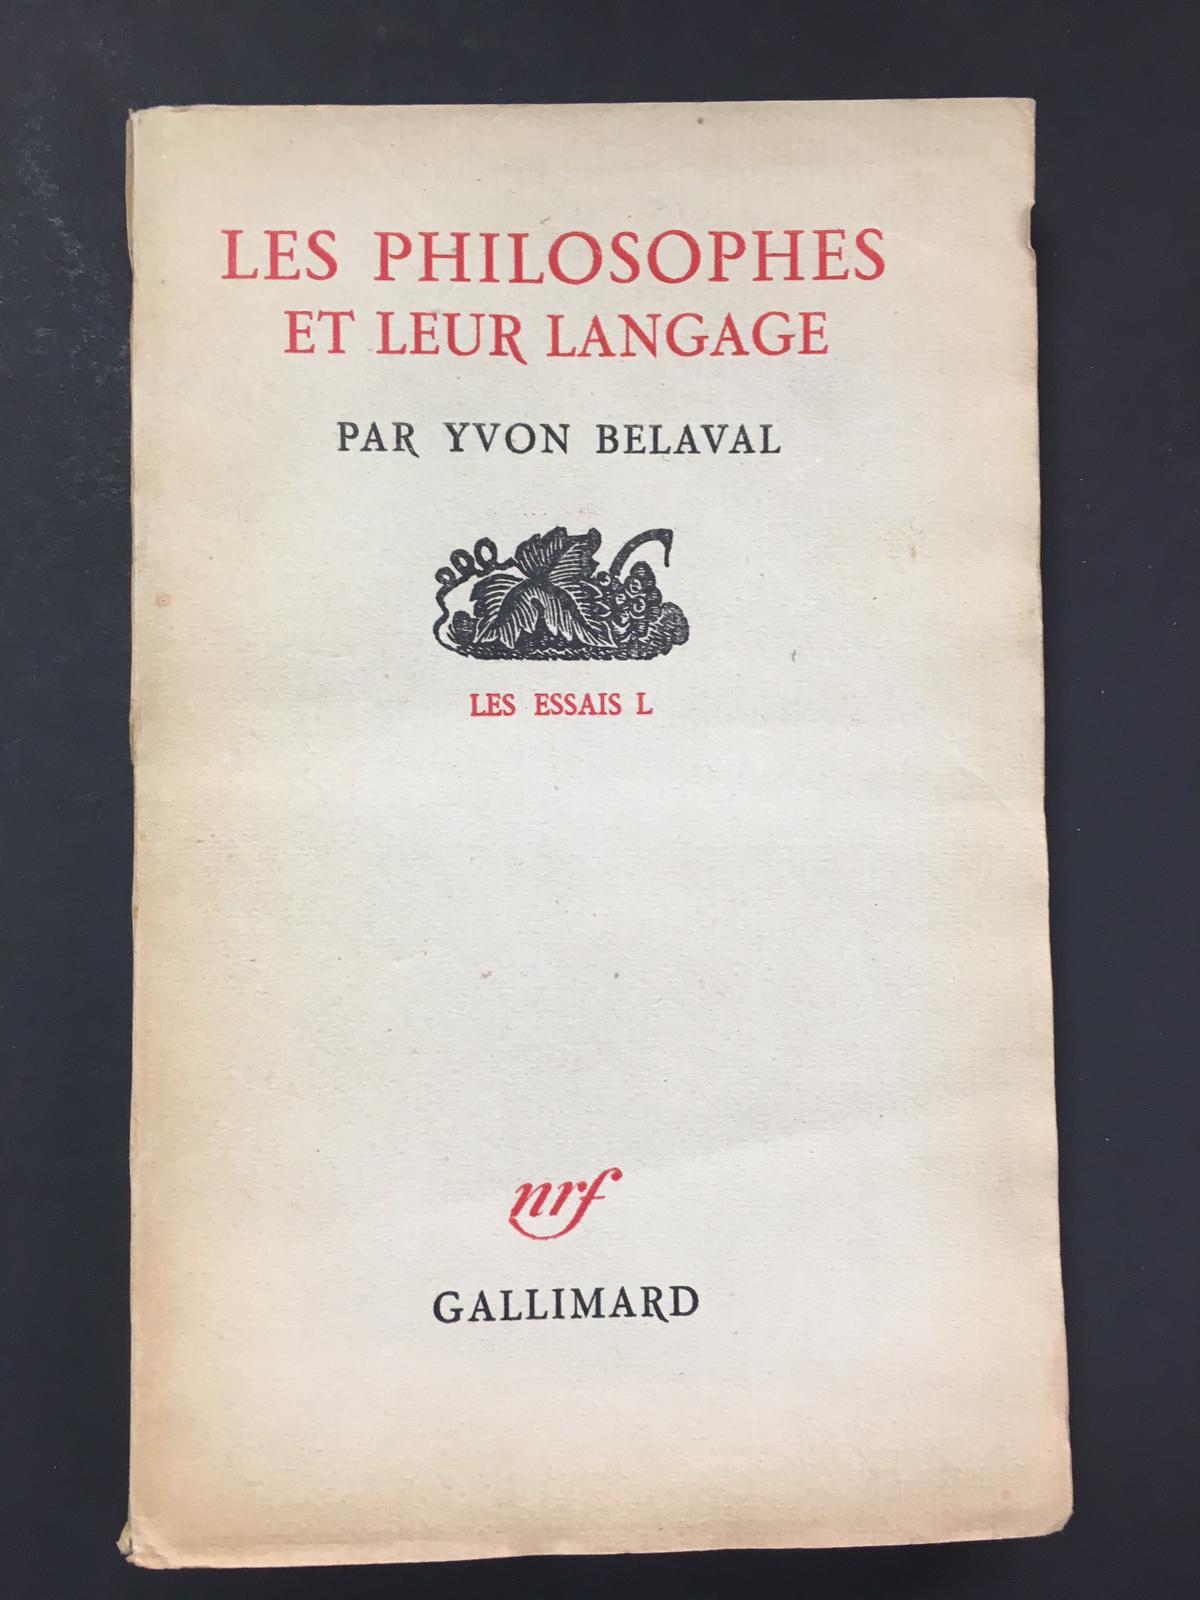 LES PHILOSOPHES
ET LEUR LANGAGE
PAR YVON BELAVAL
LES ESSAIS L
nrf
GALLIMARD